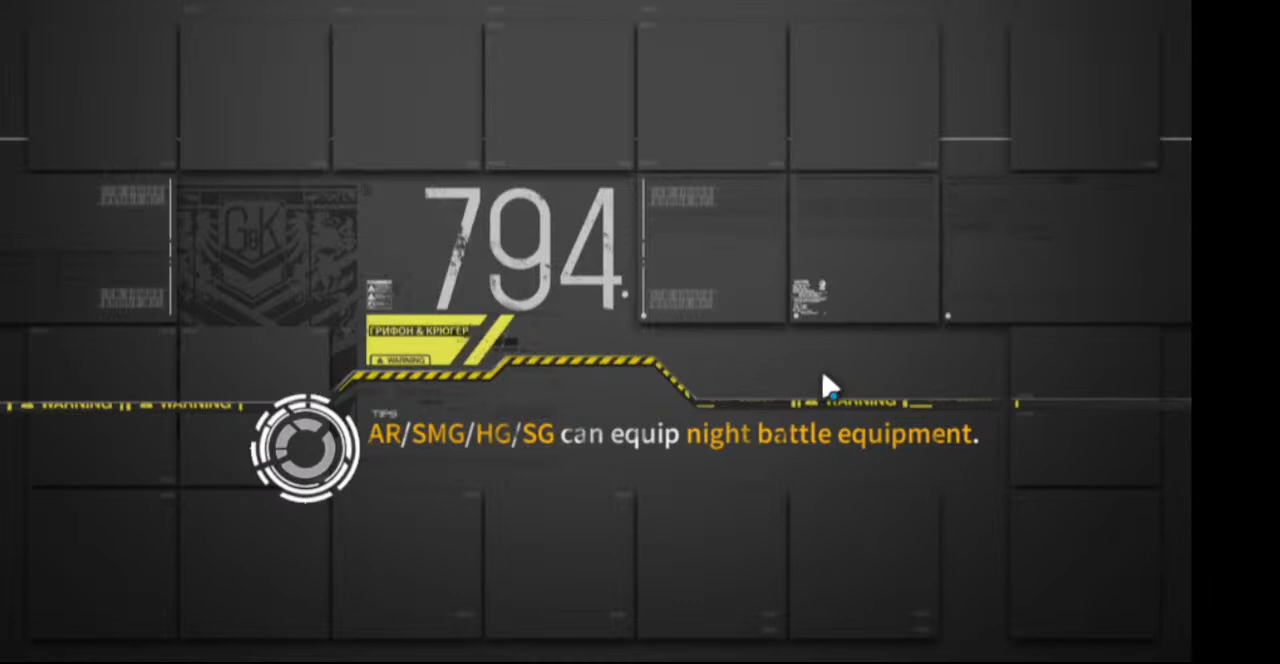 G&K
794.
ГРИФОН & КРЮГЕР
WARNING
WARNING WARNING WARNING
TIPS
AR/SMG/HG/SG can equip night battle equipment.